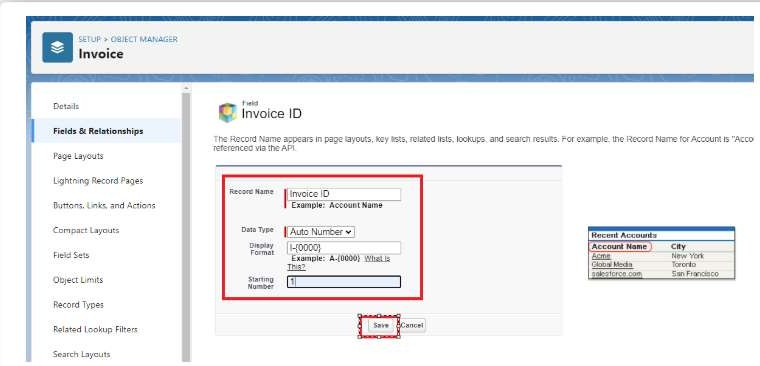 SETUP > OBJECT MANAGER
Invoice
Details
Fields & Relationships
Page Layouts
Lightning Record Pages
Buttons, Links, and Actions
Compact Layouts
Field Sets
Object Limits
Record Types
Related Lookup Filters
Search Layouts
Field
Invoice ID
The Record Name appears in page layouts, key lists, related lists, lookups, and search results. For example, the Record Name for Account is "Acco
referenced via the API.
Record Name Invoice ID
Example: Account Name
Data Type Auto Number
Display Format I-{0000}
Example: A-{0000} What Is This?
Starting Number 1
Save Cancel
Recent Accounts
Account Name City
Acme New York
Global Media Toronto
salesforce.com San Francisco